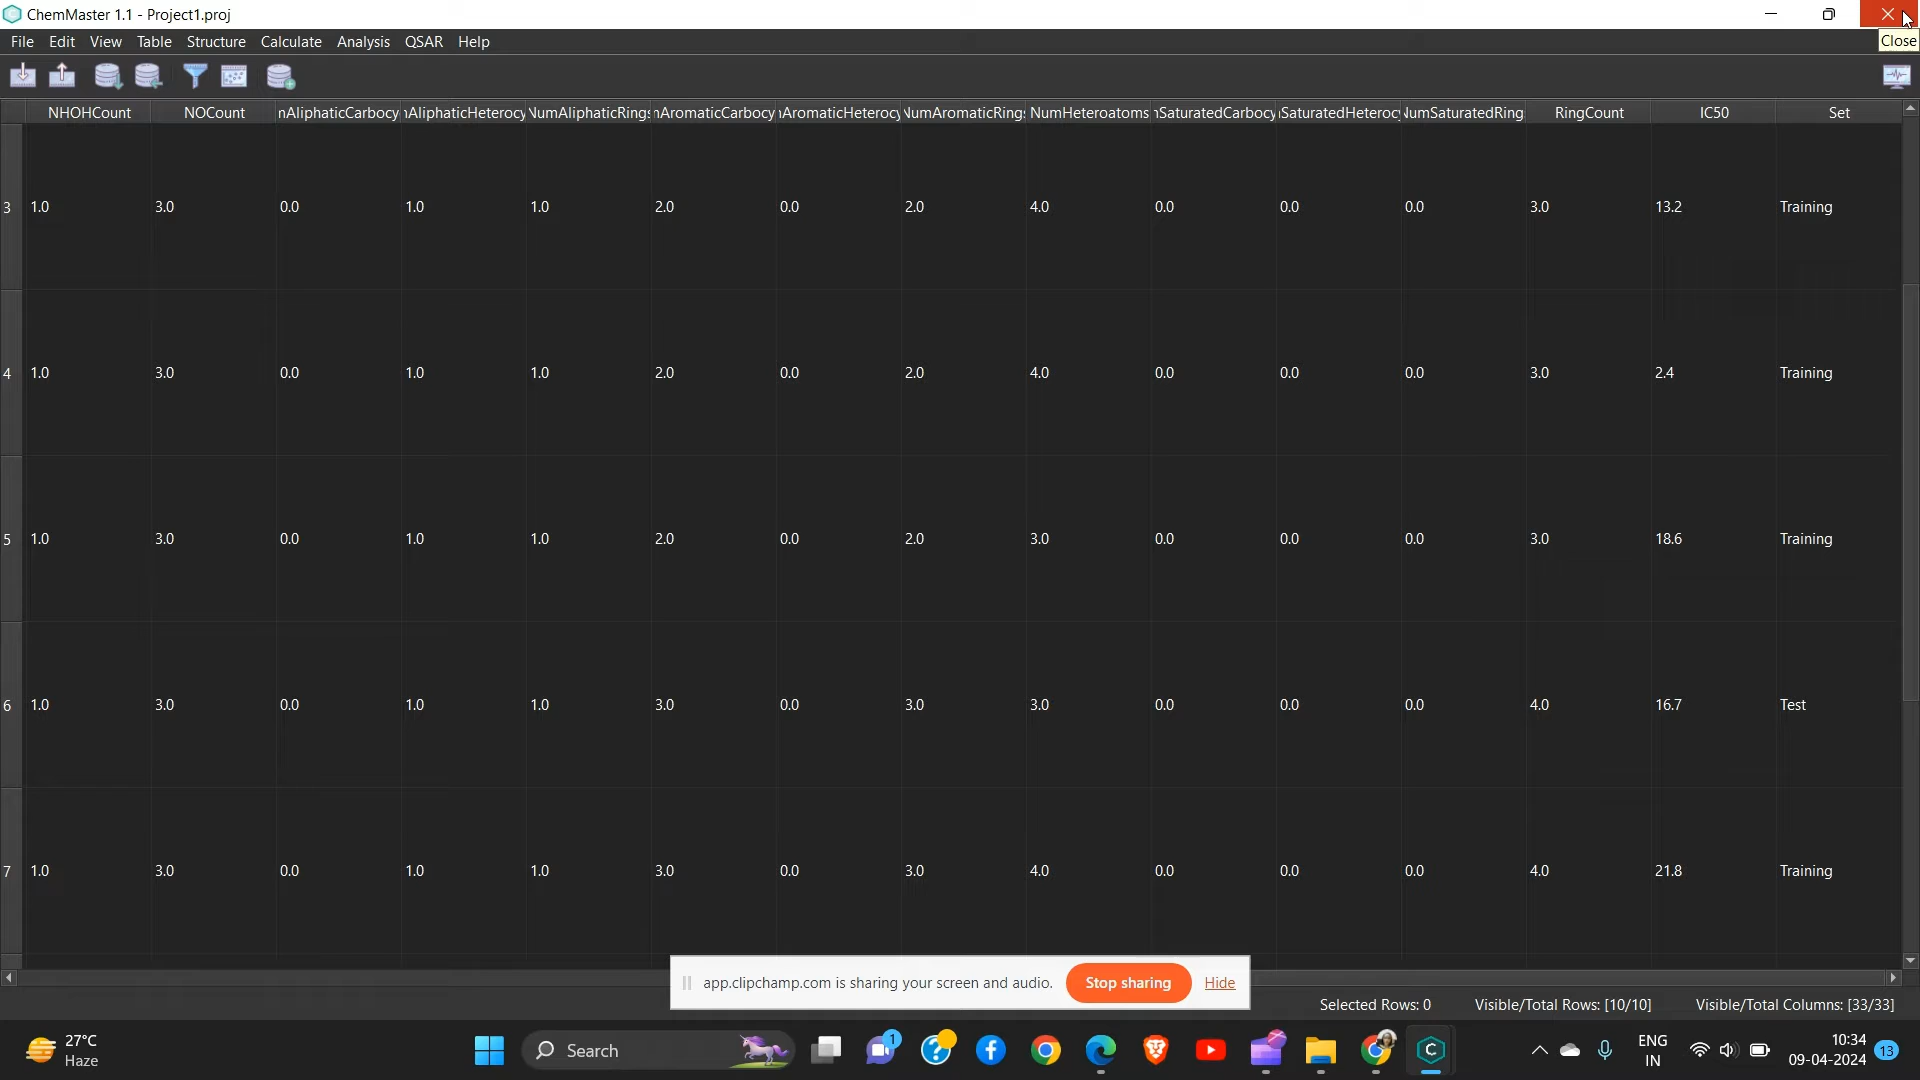 ChemMaster 1.1 - Project1.proj
Close
File Edit View Table Structure Calculate Analysis QSAR Help
NHOHCount NOCount nAliphaticCarbocy AliphaticHeterocy NumAliphaticRing nAromaticCarbocy AromaticHeterocy NumAromaticRing NumHeteroatoms SaturatedCarbocy SaturatedHeteroc umSaturatedRing RingCount IC50 Set
3 1.0 3.0 0.0 1.0 1.0 2.0 0.0 2.0 4.0 0.0 0.0 0.0 3.0 13.2 Training
4 1.0 3.0 0.0 1.0 1.0 2.0 0.0 2.0 4.0 0.0 0.0 0.0 3.0 2.4 Training
5 1.0 3.0 0.0 1.0 1.0 2.0 0.0 2.0 3.0 0.0 0.0 0.0 3.0 18.6 Training
6 1.0 3.0 0.0 1.0 1.0 3.0 0.0 3.0 3.0 0.0 0.0 0.0 4.0 16.7 Test
7 1.0 3.0 0.0 1.0 1.0 3.0 0.0 3.0 4.0 0.0 0.0 0.0 4.0 21.8 Training
app.clipchamp.com is sharing your screen and audio. Stop sharing Hide
Selected Rows: 0 Visible/Total Rows: [10/10] Visible/Total Columns: [33/33]
27°C
Haze
Search
1
ENG
IN
10:34
09-04-2024
13